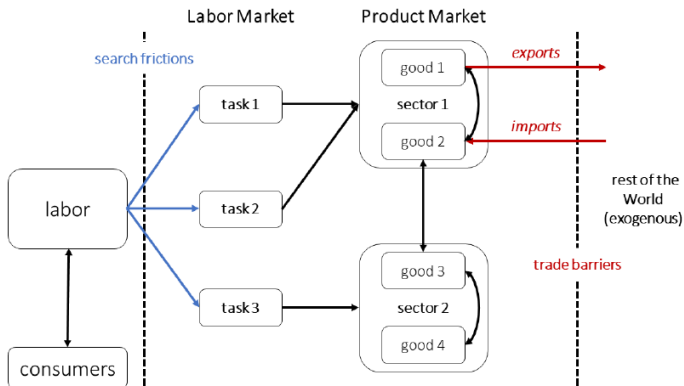 Labor Market
Product Market
search frictions
good 1
exports
task 1
sector 1
good 2
imports
labor
task 2
rest of the
World
(exogenous)
good 3
trade barriers
task 3
sector 2
good 4
consumers